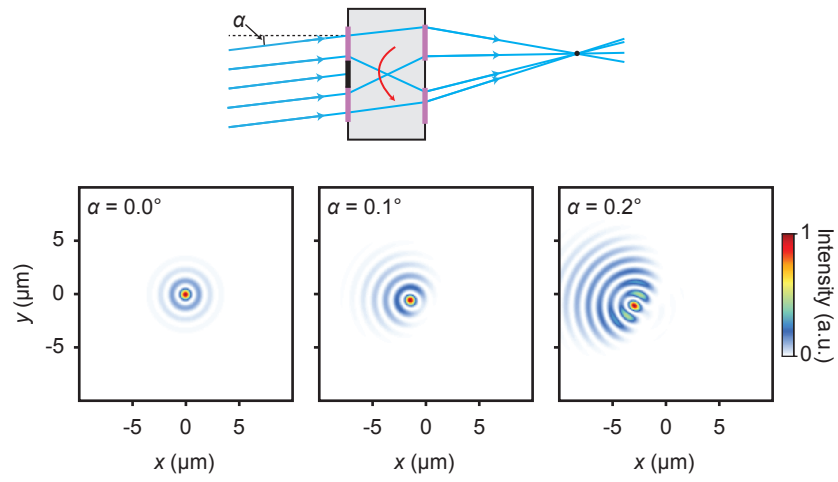 α
α = 0.0°
α = 0.1°
α = 0.2°
5
0
-5
y (μm)
-5 0 5
-5 0 5
-5 0 5
x (μm)
x (μm)
x (μm)
1
0
Intensity (a.u.)